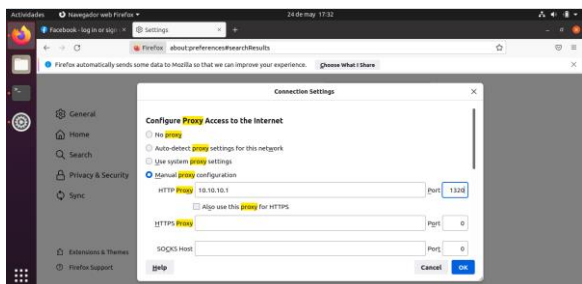 Actividades Navegador web Firefox 24 de may 17:32
Facebook - log in or sign Settings
Firefox about:preferences#searchResults
Firefox automatically sends some data to Mozilla so that we can improve your experience. Choose What I Share
Connection Settings
General
Home
Search
Privacy & Security
Sync
Extensions & Themes
Firefox Support
Configure Proxy Access to the Internet
No proxy
Auto-detect proxy settings for this network
Use system proxy settings
Manual proxy configuration
HTTP Proxy 10.10.10.1 Port 1320
Also use this proxy for HTTPS
HTTPS Proxy Port 0
SOCKS Host Port 0
Help Cancel OK